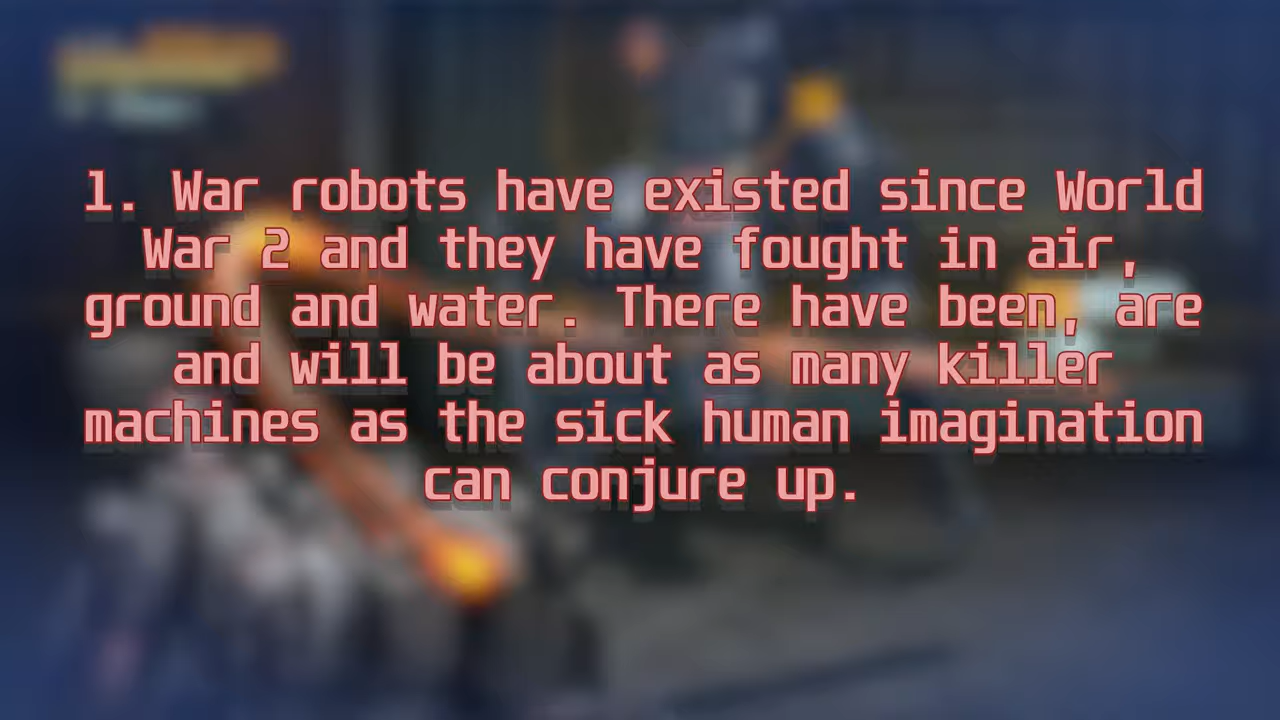 1. War robots have existed since World
War 2 and they have fought in air,
ground and water. There have been, are
and will be about as many killer
machines as the sick human imagination
can conjure up.